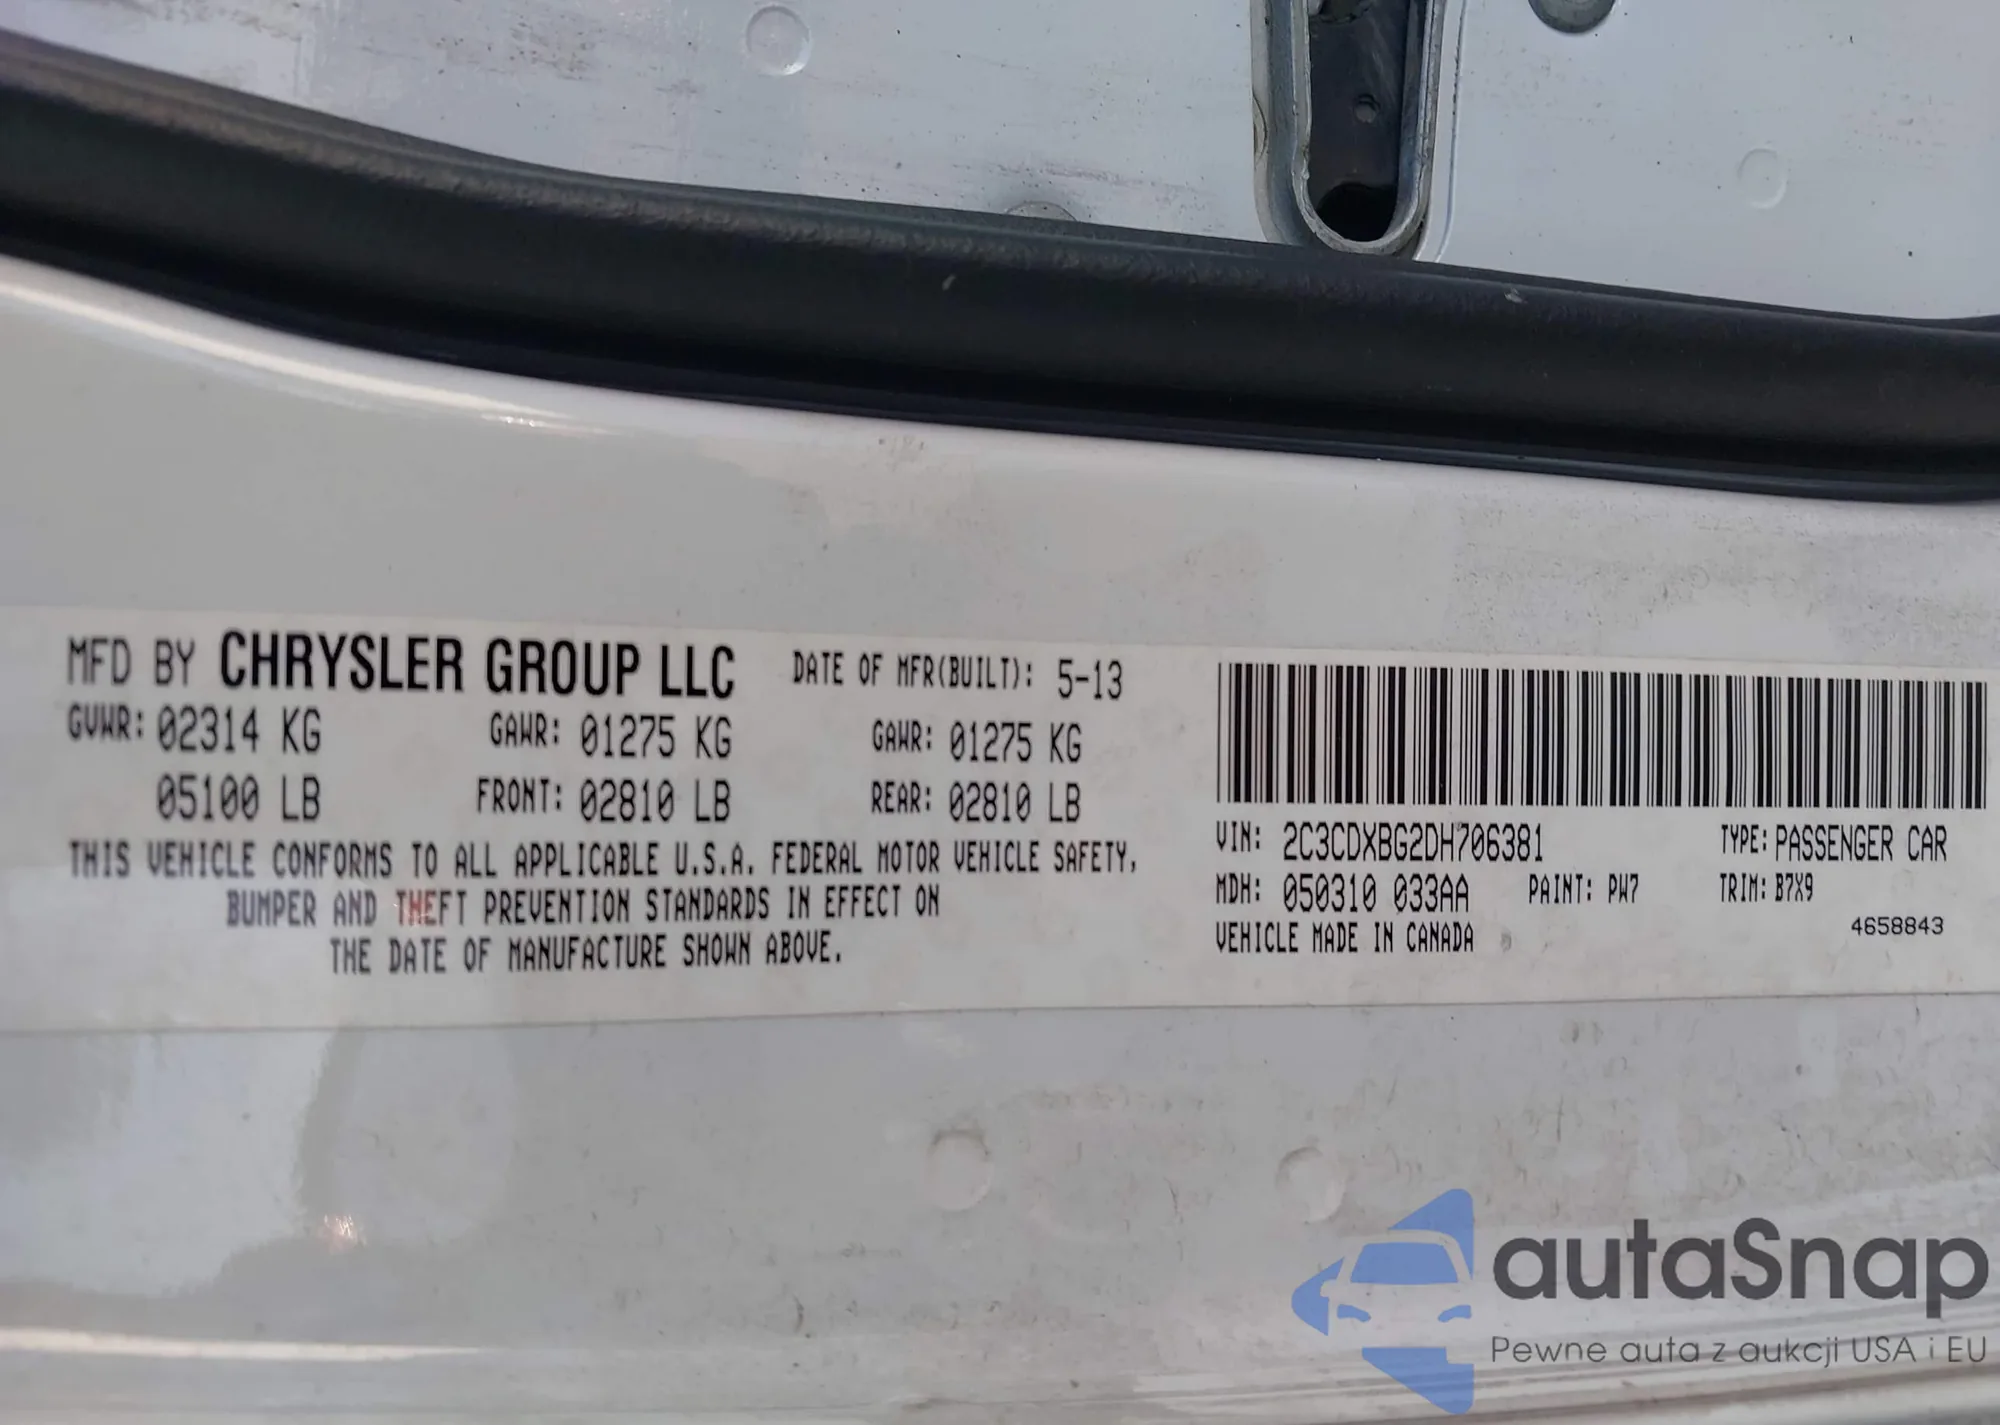 MFD BY CHRYSLER GROUP LLC DATE OF MFR(BUILT): 5-13
GVWR: 02314 KG GAWR: 01275 KG GAWR: 01275 KG
05100 LB FRONT: 02810 LB REAR: 02810 LB
THIS VEHICLE CONFORMS TO ALL APPLICABLE U.S.A. FEDERAL MOTOR VEHICLE SAFETY,
BUMPER AND THEFT PREVENTION STANDARDS IN EFFECT ON
THE DATE OF MANUFACTURE SHOWN ABOVE.
VIN: 2C3CDXBG2DH706381 TYPE: PASSENGER CAR
MDH: 050310 033AA PAINT: PW7 TRIM: B7X9
VEHICLE MADE IN CANADA 4658843
autaSnap
Pewne auta z aukcji USA i EU